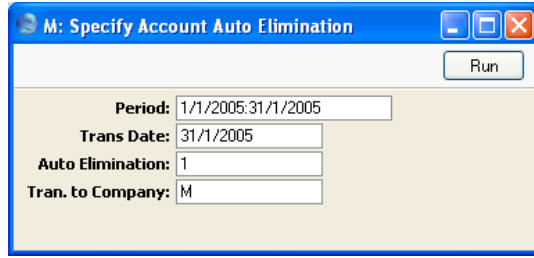 M: Specify Account Auto Elimination
Run
Period: 1/1/2005:31/1/2005
Trans Date: 31/1/2005
Auto Elimination: 1
Tran. to Company: M